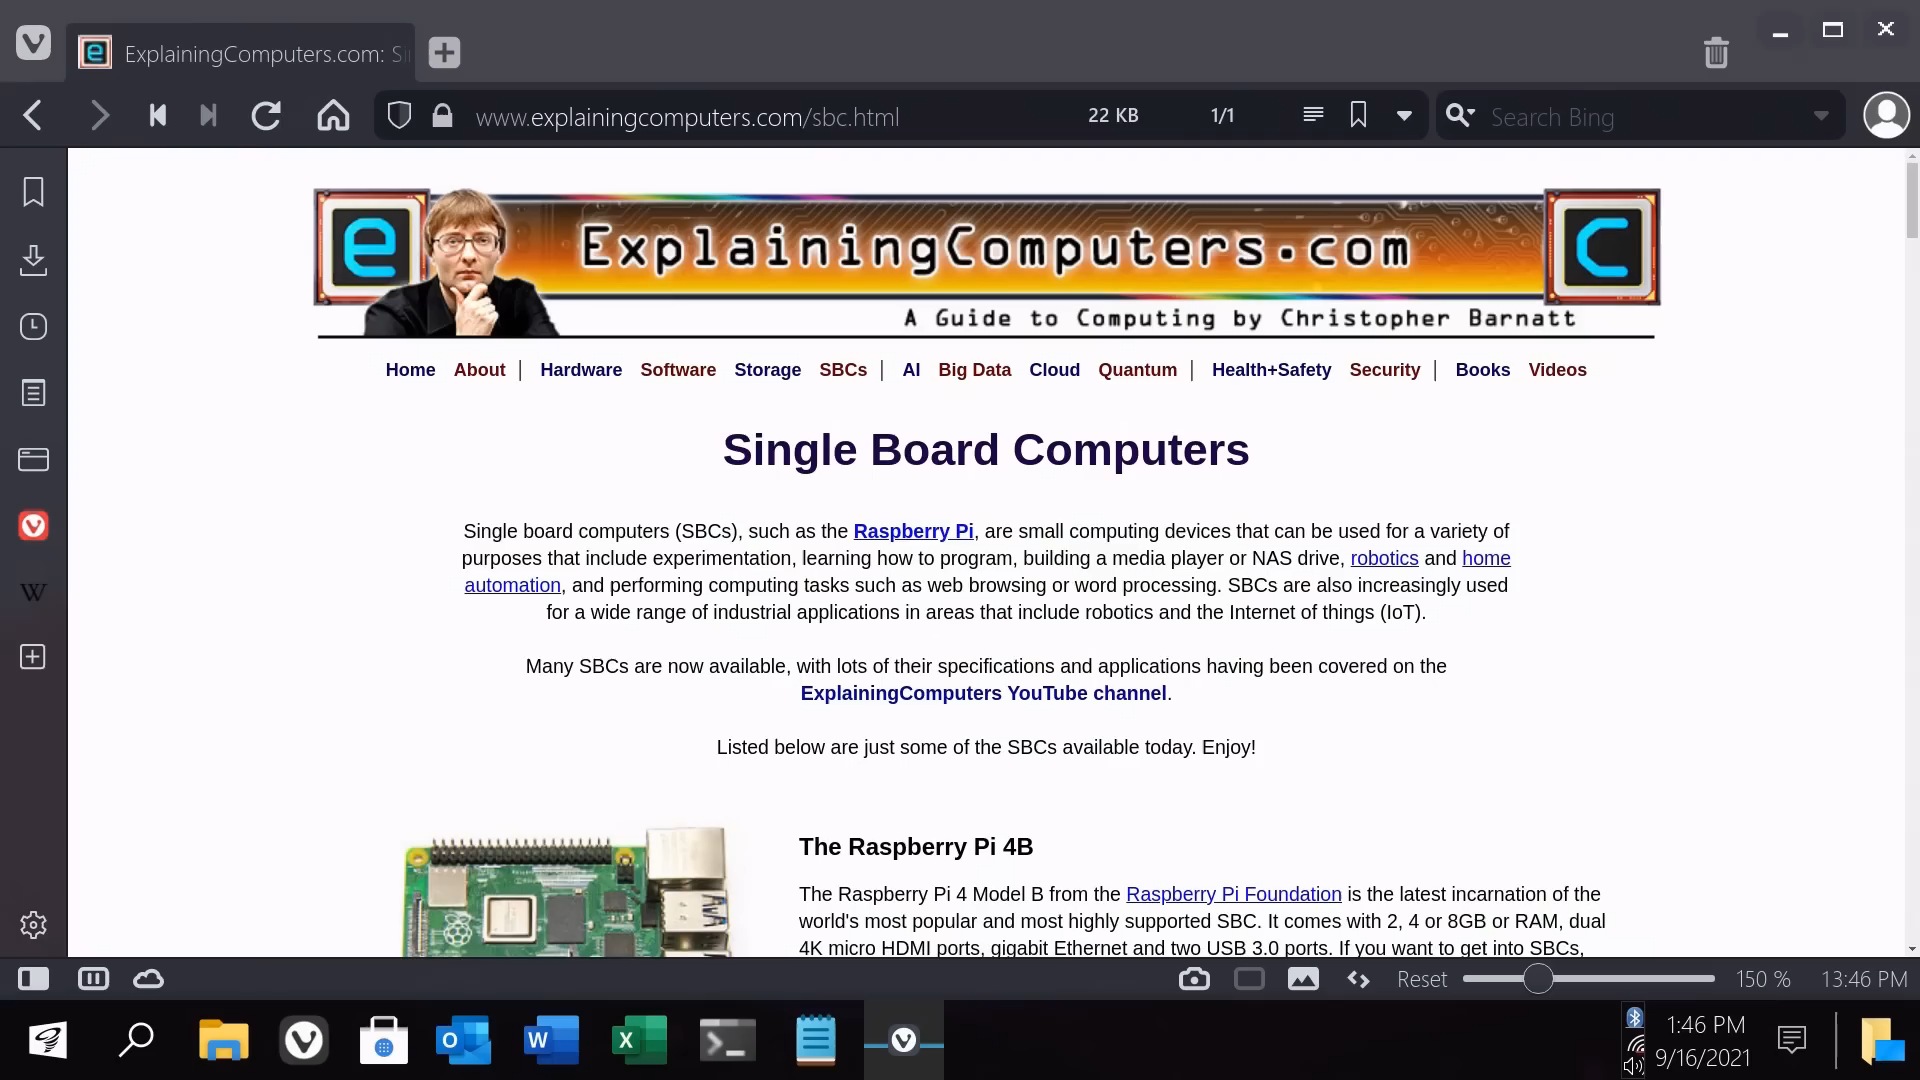 ExplainingComputers.com: Si
www.explainingcomputers.com/sbc.html
22 KB
1/1
Search Bing
e
ExplainingComputers.com
C
A Guide to Computing by Christopher Barnatt
Home About | Hardware Software Storage SBCs | AI Big Data Cloud Quantum | Health+Safety Security | Books Videos
Single Board Computers
Single board computers (SBCs), such as the Raspberry Pi, are small computing devices that can be used for a variety of
purposes that include experimentation, learning how to program, building a media player or NAS drive, robotics and home
automation, and performing computing tasks such as web browsing or word processing. SBCs are also increasingly used
for a wide range of industrial applications in areas that include robotics and the Internet of things (IoT).
Many SBCs are now available, with lots of their specifications and applications having been covered on the
ExplainingComputers YouTube channel.
Listed below are just some of the SBCs available today. Enjoy!
The Raspberry Pi 4B
The Raspberry Pi 4 Model B from the Raspberry Pi Foundation is the latest incarnation of the
world's most popular and most highly supported SBC. It comes with 2, 4 or 8GB or RAM, dual
4K micro HDMI ports, gigabit Ethernet and two USB 3.0 ports. If you want to get into SBCs,
W
Reset
150 %
13:46 PM
O
W
X
1:46 PM
9/16/2021